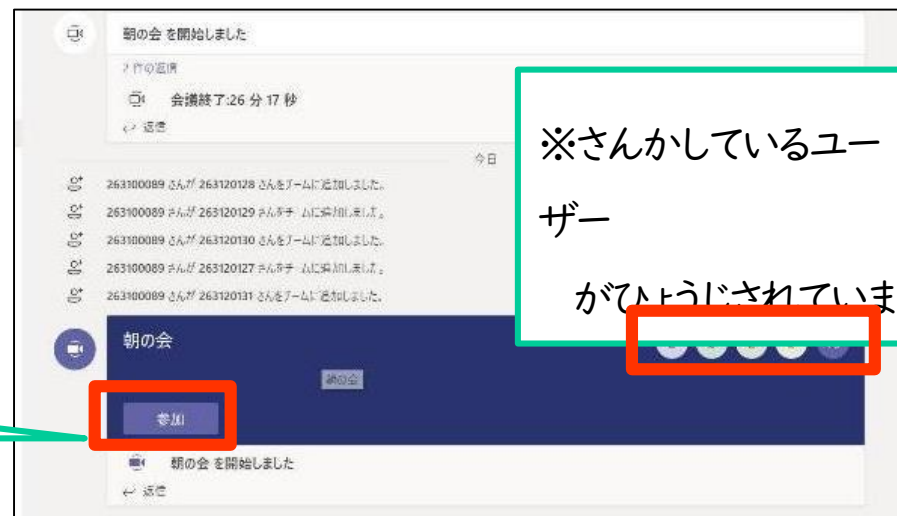 朝の会 を開始しました
2 件の返信
会議終了:26 分 17 秒
返信
今日
263100089 さんが 263120128 さんをチームに追加しました。
263100089 さんが 263120129 さんをチームに追加しました。
263100089 さんが 263120130 さんをチームに追加しました。
263100089 さんが 263120127 さんをチームに追加しました。
263100089 さんが 263120131 さんをチームに追加しました。
※さんかしているユー
ザー
がひょうじされていま
朝の会
朝の会
参加
朝の会 を開始しました
返信